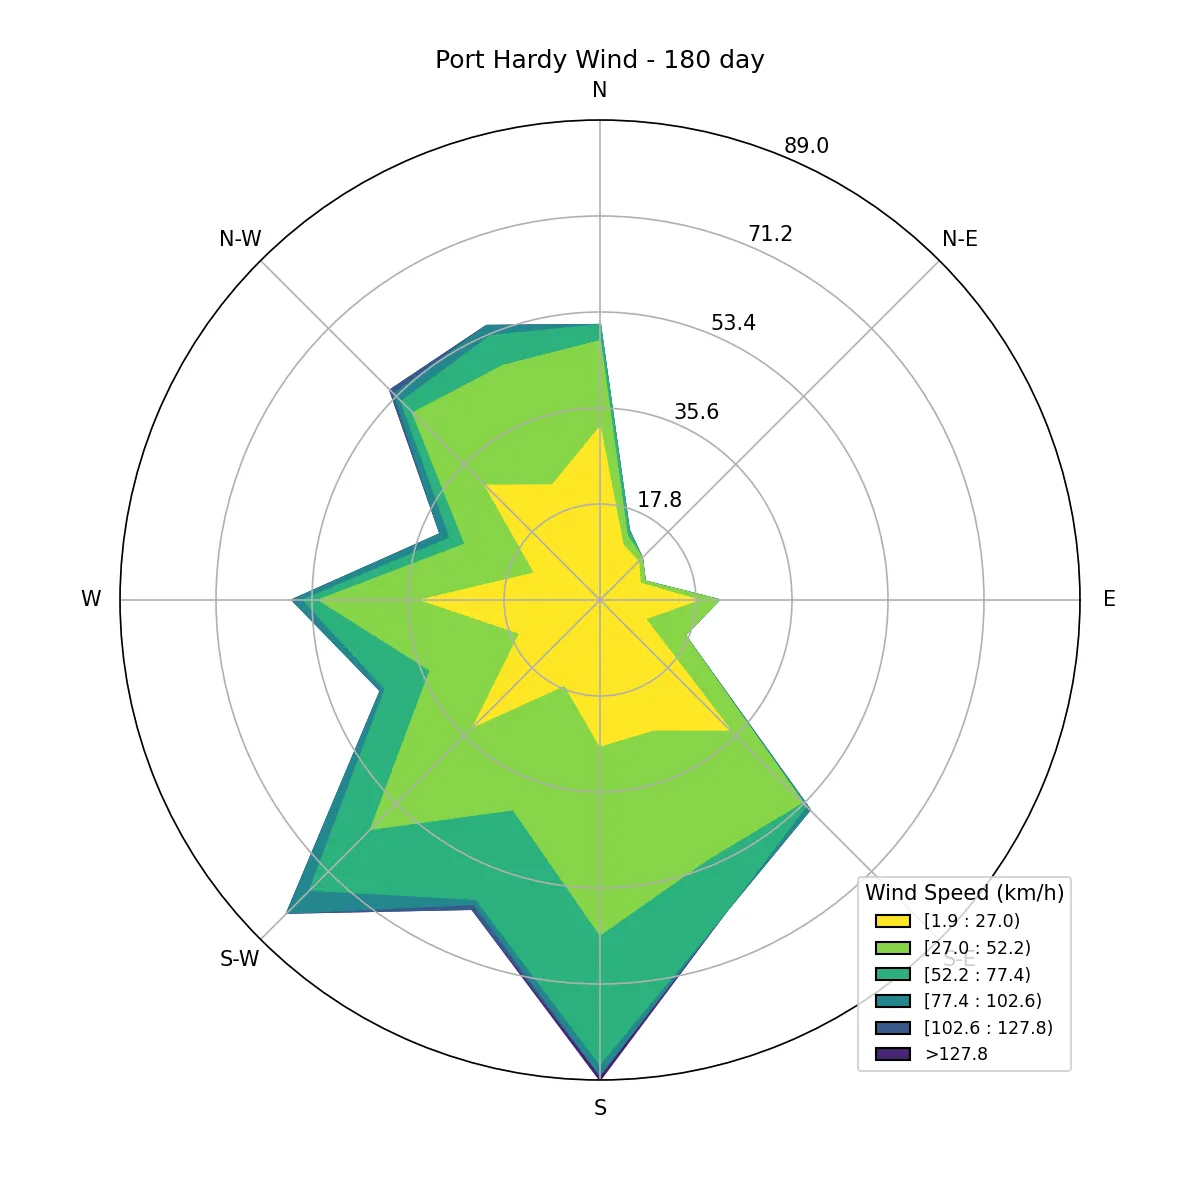 Port Hardy Wind - 180 day
N
89.0
71.2
N-W
N-E
53.4
35.6
17.8
W
E
Wind Speed (km/h)
[1.9 : 27.0)
[27.0 : 52.2)
S-W
S-E
[52.2 : 77.4)
[77.4 : 102.6)
[102.6 : 127.8)
>127.8
S